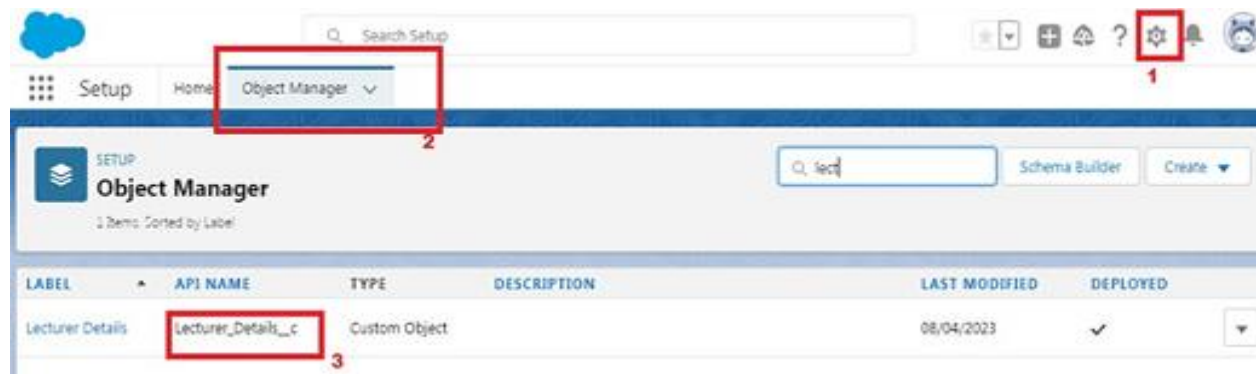 Search Setup
1
Setup Home Object Manager
2
SETUP
Object Manager
lect
Schema Builder Create
Items. Sorted by Label
LABEL API NAME TYPE DESCRIPTION LAST MODIFIED DEPLOYED
Lecturer Details Lecturer_Details__c Custom Object 08/04/2023
3